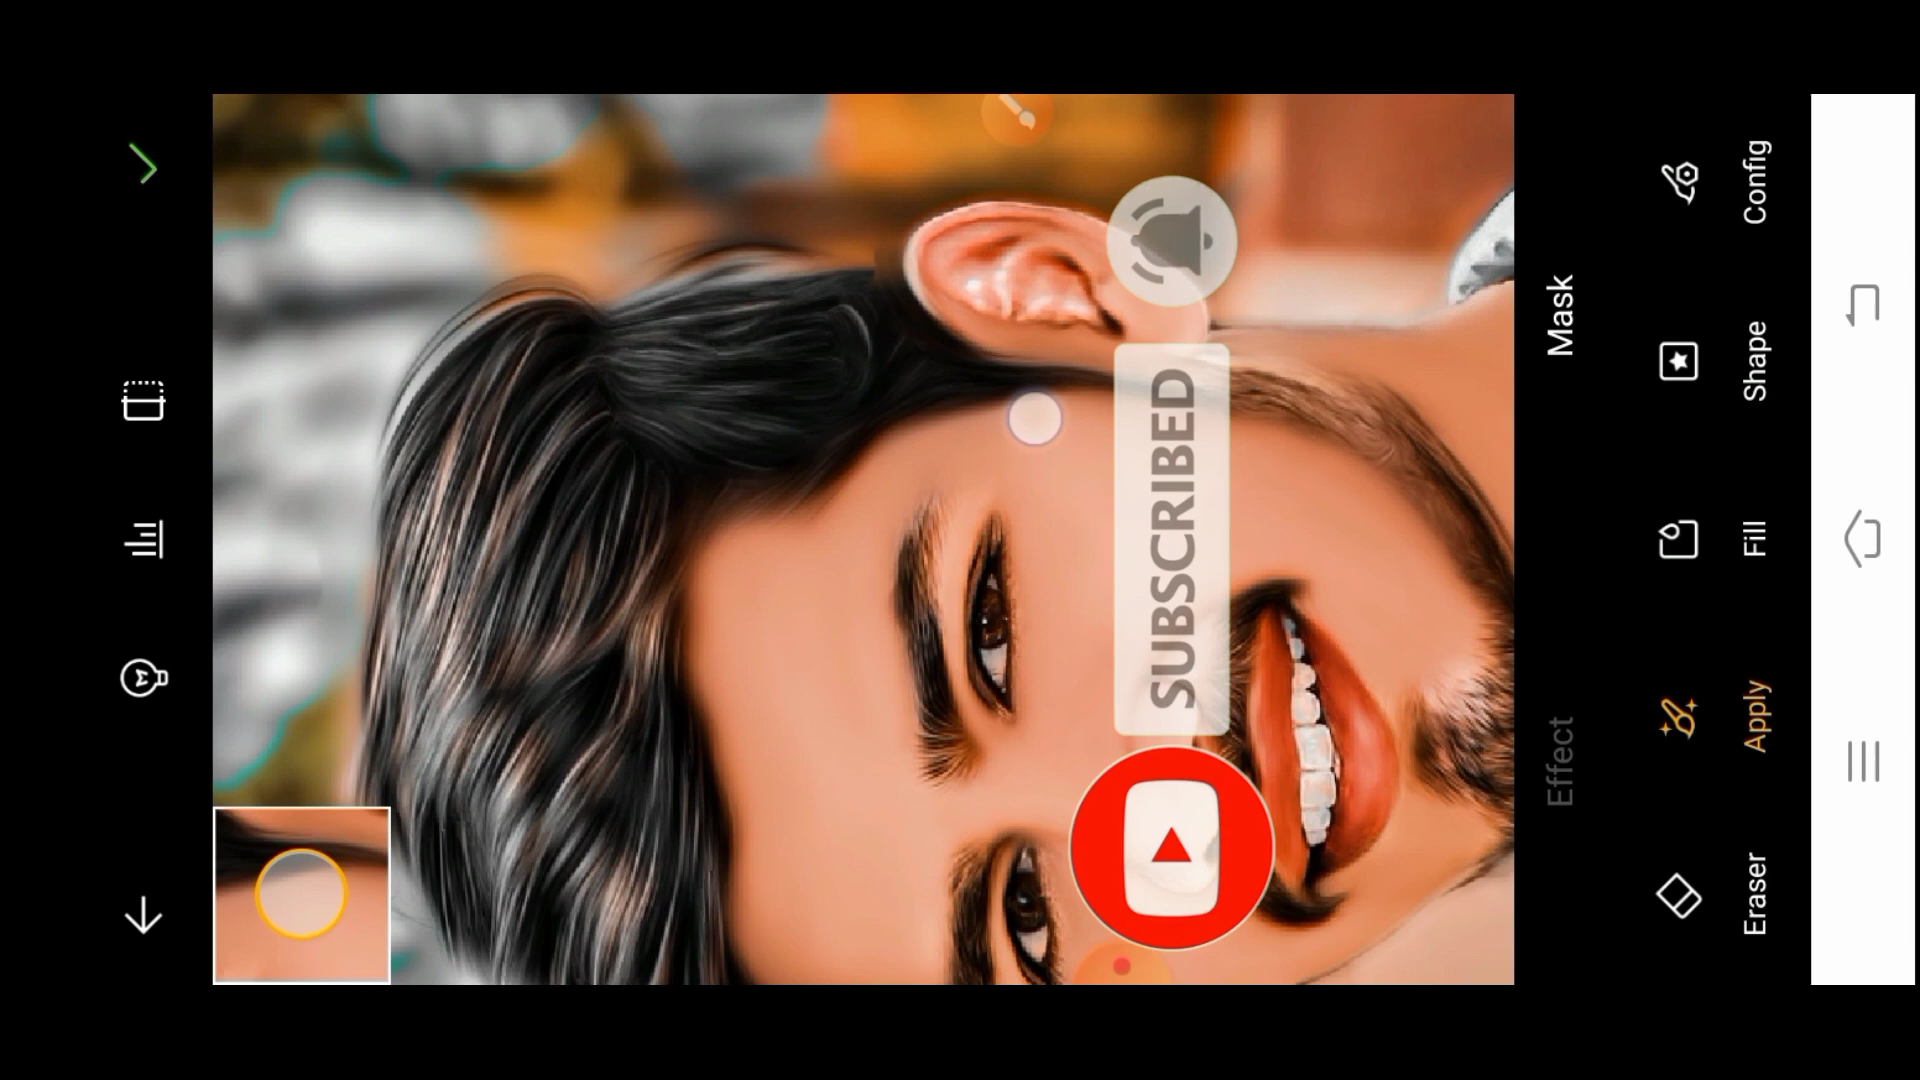 SUBSCRIBED
Effect
Mask
Eraser
Apply
Fill
Shape
Config